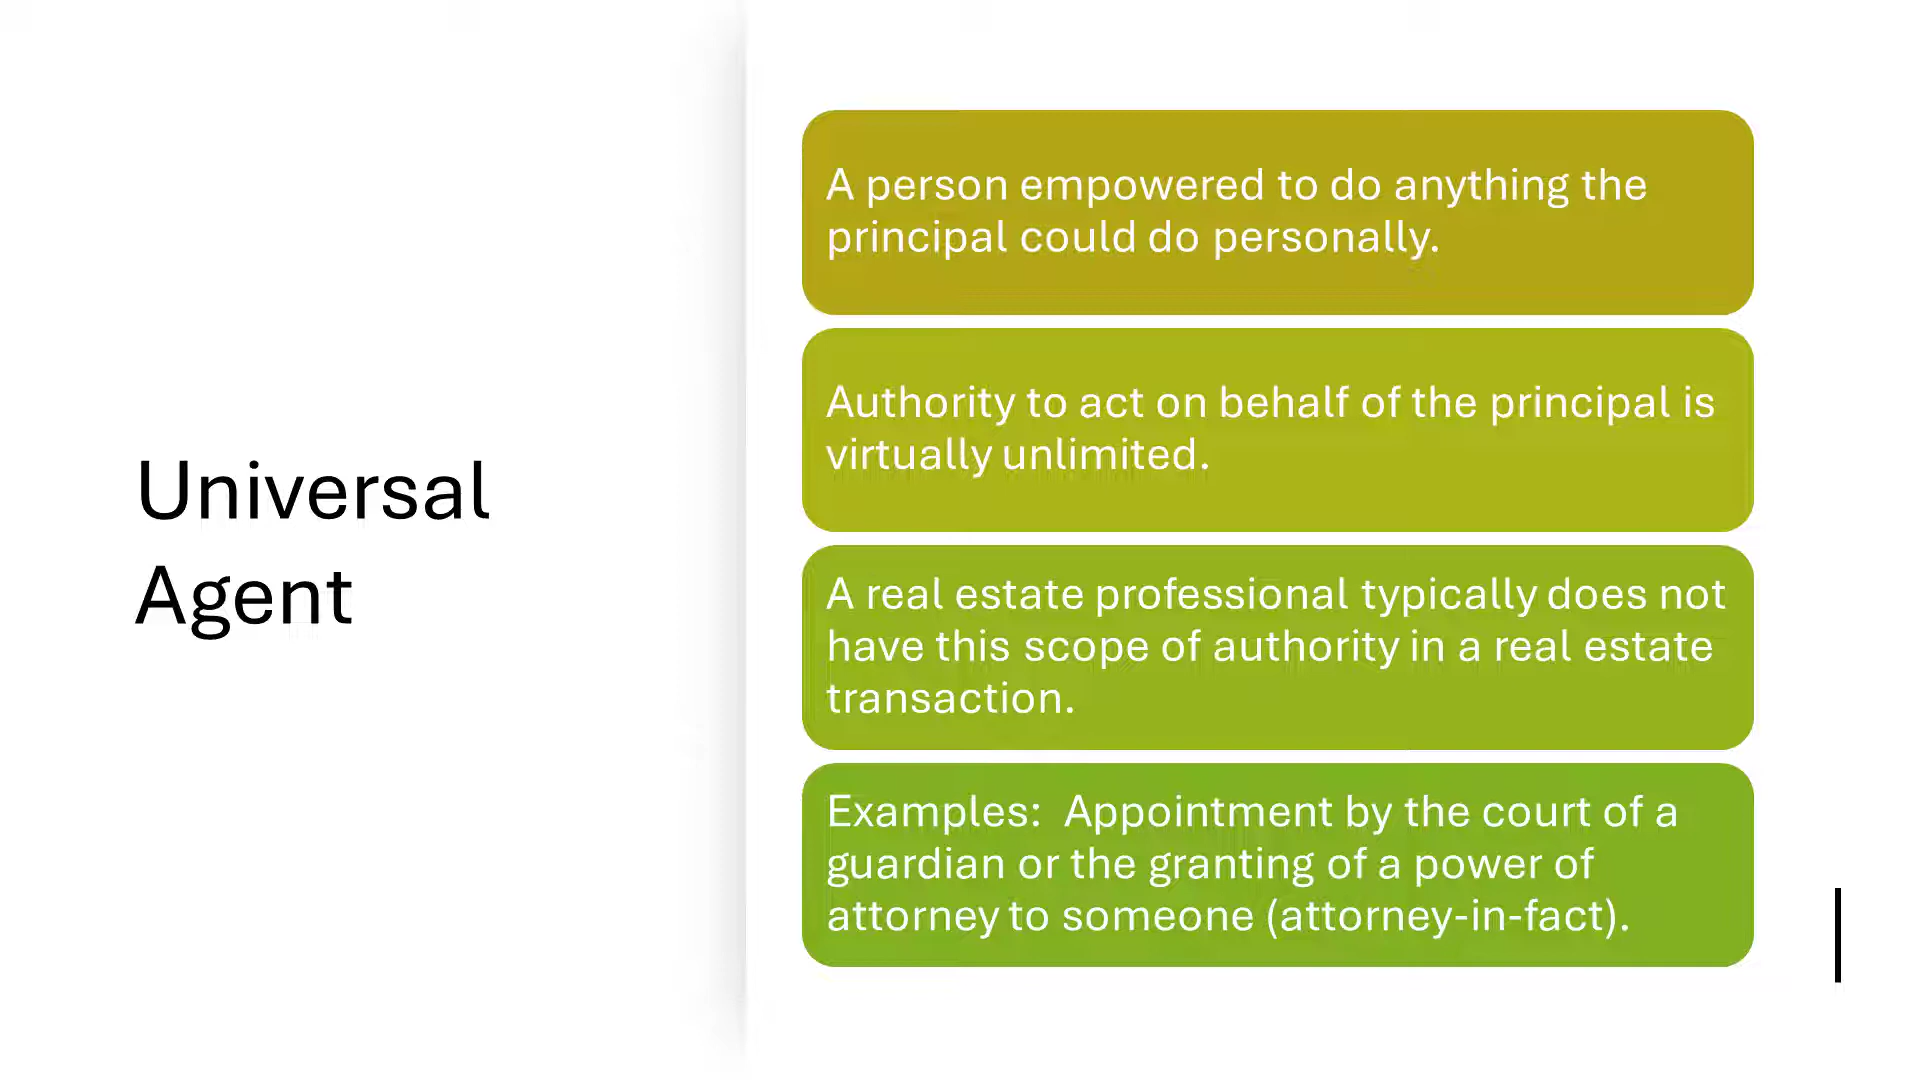 Universal
Agent
A person empowered to do anything the
principal could do personally.
Authority to act on behalf of the principal is
virtually unlimited.
A real estate professional typically does not
have this scope of authority in a real estate
transaction.
Examples:  Appointment by the court of a
guardian or the granting of a power of
attorney to someone (attorney-in-fact).